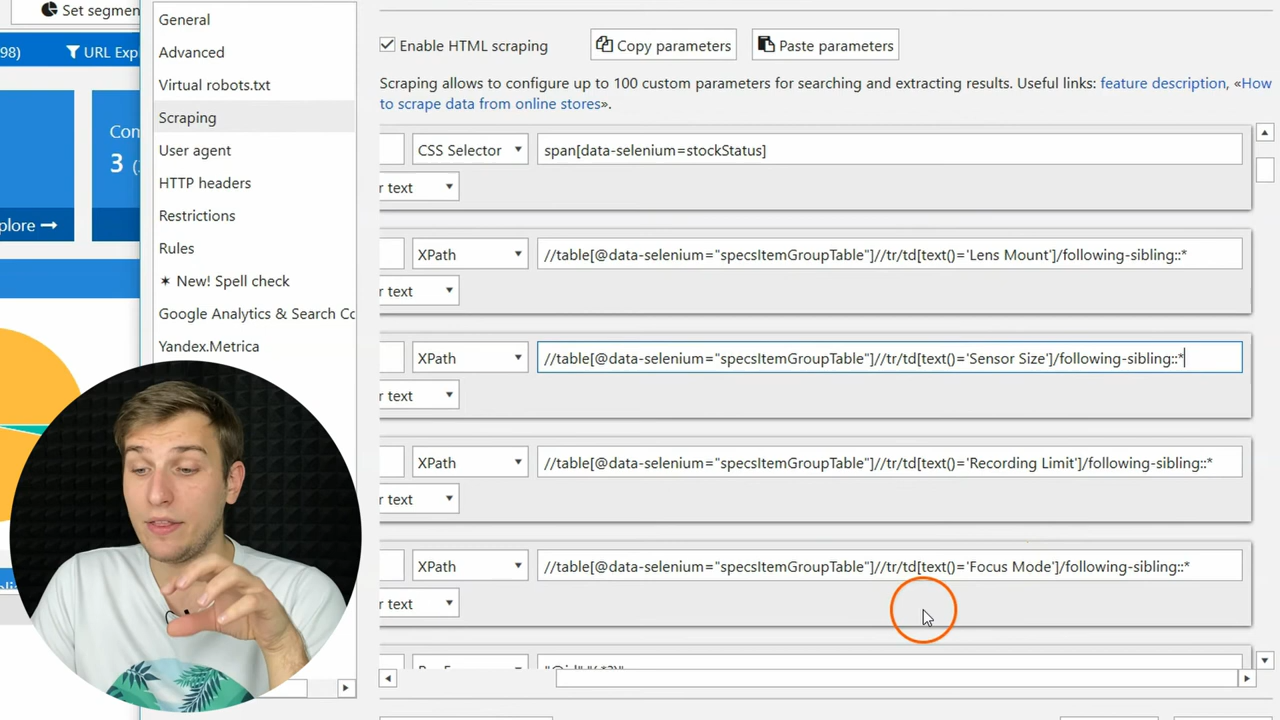 Set segmen
98)
URL Exp
Con
3
plore
General
Advanced
Virtual robots.txt
Scraping
User agent
HTTP headers
Restrictions
Rules
✶ New! Spell check
Google Analytics & Search Co
Yandex.Metrica
Enable HTML scraping
Copy parameters
Paste parameters
Scraping allows to configure up to 100 custom parameters for searching and extracting results. Useful links: feature description, «How
to scrape data from online stores».
CSS Selector
span[data-selenium=stockStatus]
r text
XPath
//table[@data-selenium="specsItemGroupTable"]//tr/td[text()='Lens Mount']/following-sibling::*
r text
XPath
//table[@data-selenium="specsItemGroupTable"]//tr/td[text()='Sensor Size']/following-sibling::*
r text
XPath
//table[@data-selenium="specsItemGroupTable"]//tr/td[text()='Recording Limit']/following-sibling::*
r text
XPath
//table[@data-selenium="specsItemGroupTable"]//tr/td[text()='Focus Mode']/following-sibling::*
r text